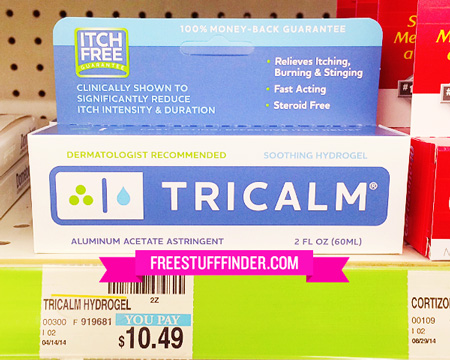 100% MONEY-BACK GUARANTEE
ITCH
FREE
GUARANTEE
• Relieves Itching,
Burning & Stinging
• Fast Acting
• Steroid Free
CLINICALLY SHOWN TO
SIGNIFICANTLY REDUCE
ITCH INTENSITY & DURATION
DERMATOLOGIST RECOMMENDED
SOOTHING HYDROGEL
TRICALM®
ALUMINUM ACETATE ASTRINGENT
2 FL OZ (60ML)
FREESTUFFFINDER.COM
TRICALM HYDROGEL
2Z
00300 F 919681
I 02
04/14/14
YOU PAY
$10.49
CORTIZO
00109
I 02
06/29/14